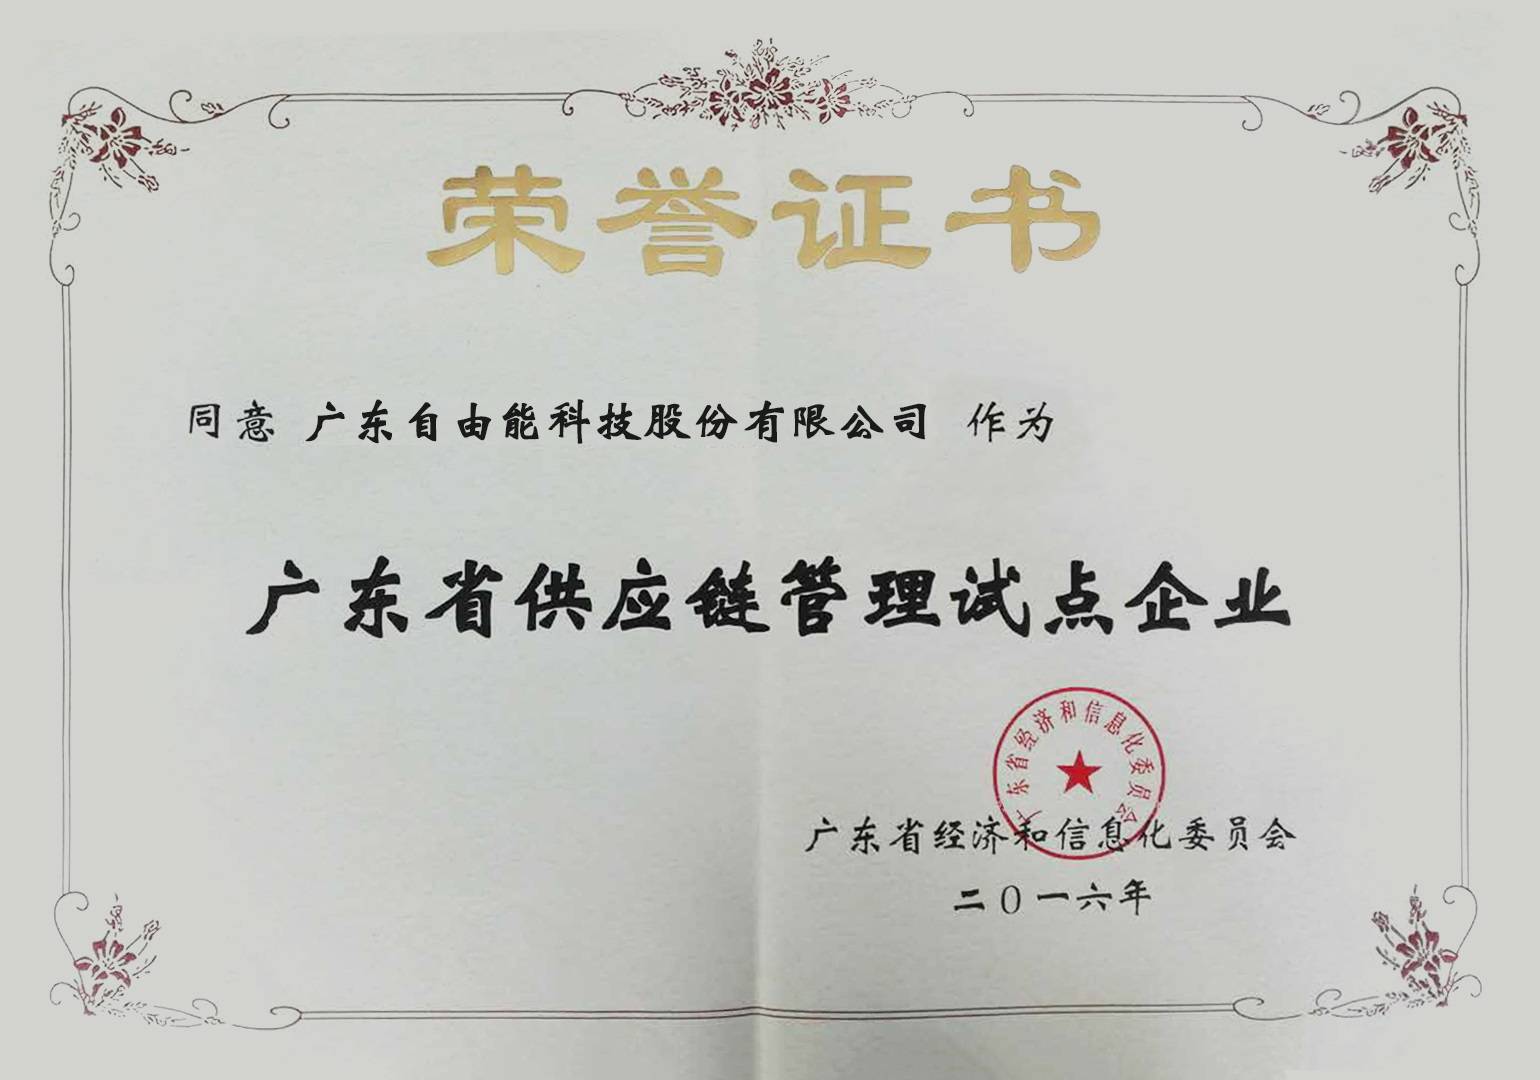 荣誉证书
同意 广东自由能科技股份有限公司 作为
广东省供应链管理试点企业
广东省经济和信息化委员会
广东省经济和信息化委员会
二〇一六年